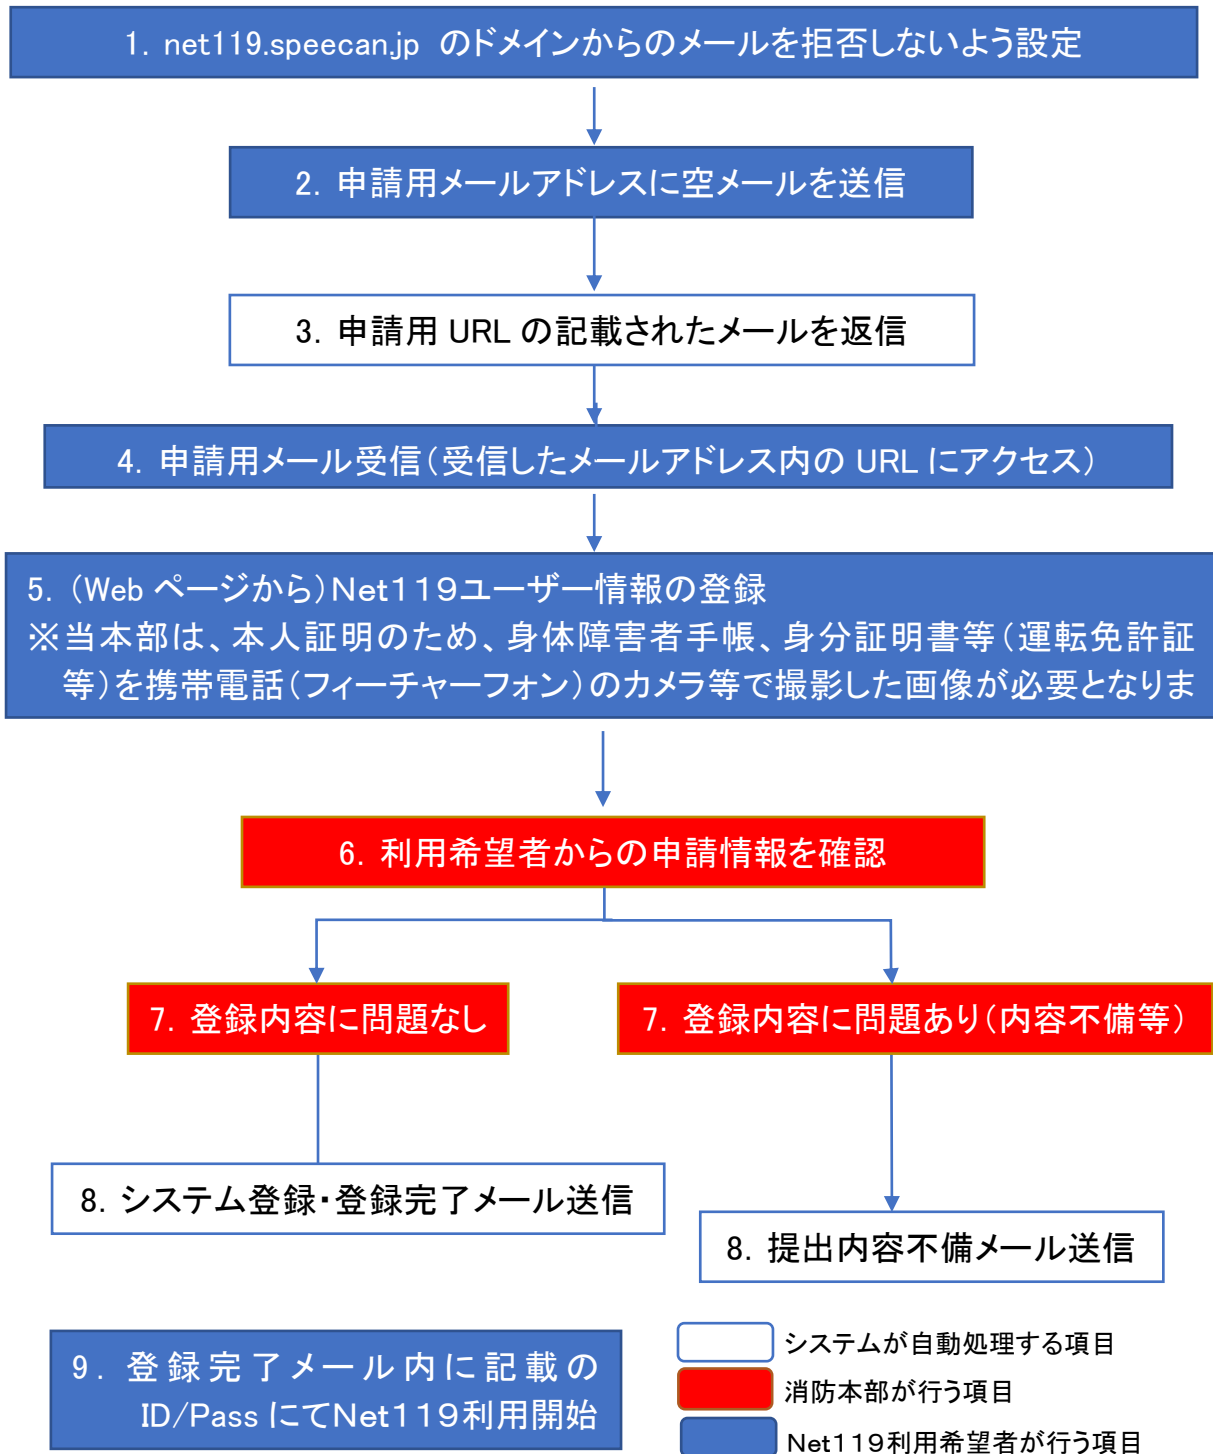 1. net119.speecan.jp のドメインからのメールを拒否しないよう設定
2. 申請用メールアドレスに空メールを送信
3. 申請用 URL の記載されたメールを返信
4. 申請用メール受信(受信したメールアドレス内の URL にアクセス)
5. (Web ページから)Net119ユーザー情報の登録
※当本部は、本人証明のため、身体障害者手帳、身分証明書等(運転免許証
等)を携帯電話(フィーチャーフォン)のカメラ等で撮影した画像が必要となりま
6. 利用希望者からの申請情報を確認
7. 登録内容に問題なし
7. 登録内容に問題あり(内容不備等)
8. システム登録・登録完了メール送信
8. 提出内容不備メール送信
9. 登録完了メール内に記載の
ID/Pass にてNet119利用開始
システムが自動処理する項目
消防本部が行う項目
Net119利用希望者が行う項目